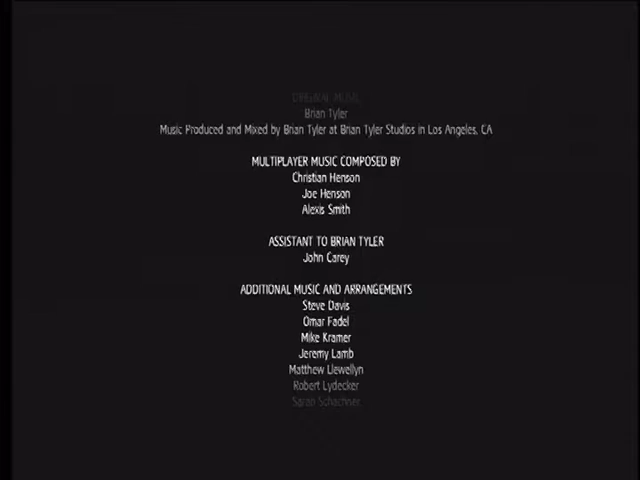 ORIGINAL MUSIC
Brian Tyler
Music Produced and Mixed by Brian Tyler at Brian Tyler Studios in Los Angeles, CA
MULTIPLAYER MUSIC COMPOSED BY
Christian Henson
Joe Henson
Alexis Smith
ASSISTANT TO BRIAN TYLER
John Carey
ADDITIONAL MUSIC AND ARRANGEMENTS
Steve Davis
Omar Fadel
Mike Kramer
Jeremy Lamb
Matthew Llewellyn
Robert Lydecker
Sarah Schachner